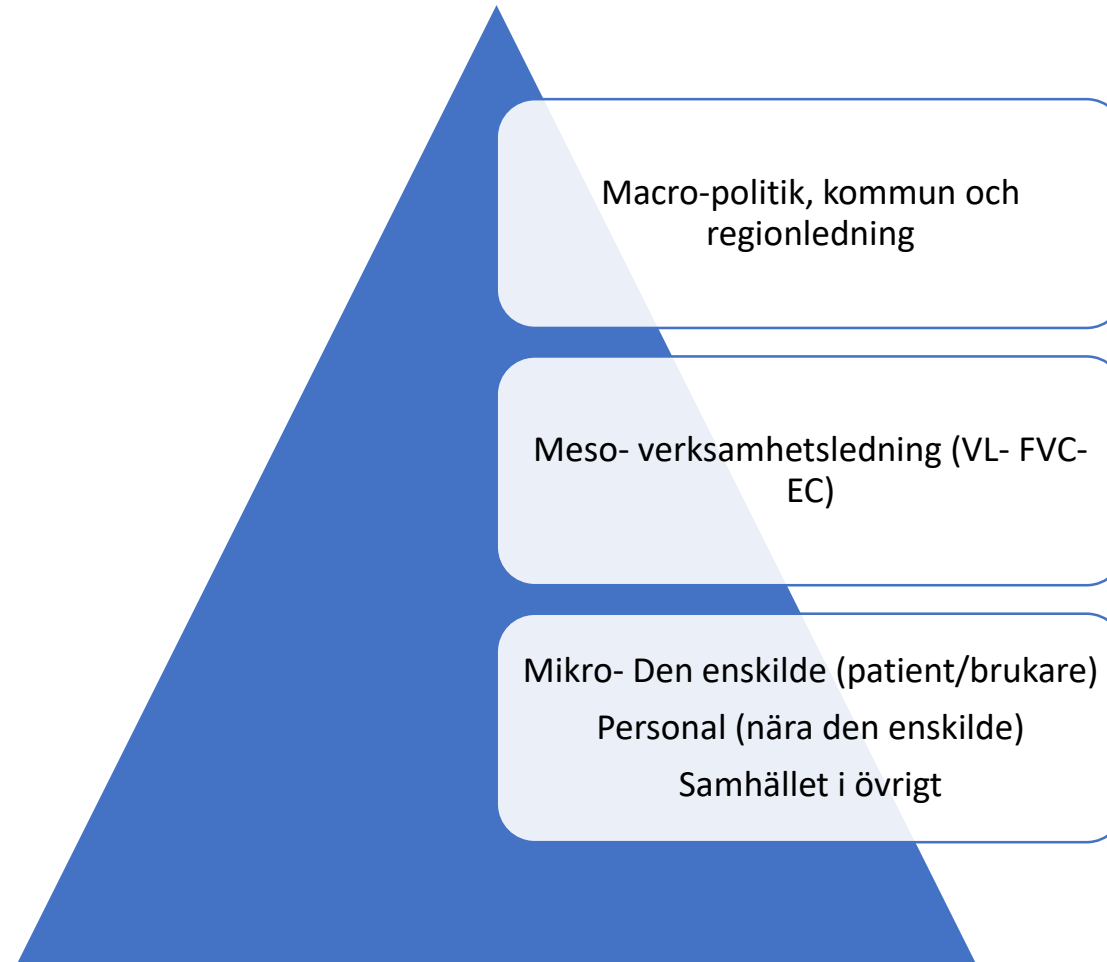 Macro-politik, kommun och
regionledning
Meso- verksamhetsledning (VL- FVC-
EC)
Mikro- Den enskilde (patient/brukare)
Personal (nära den enskilde)
Samhället i övrigt